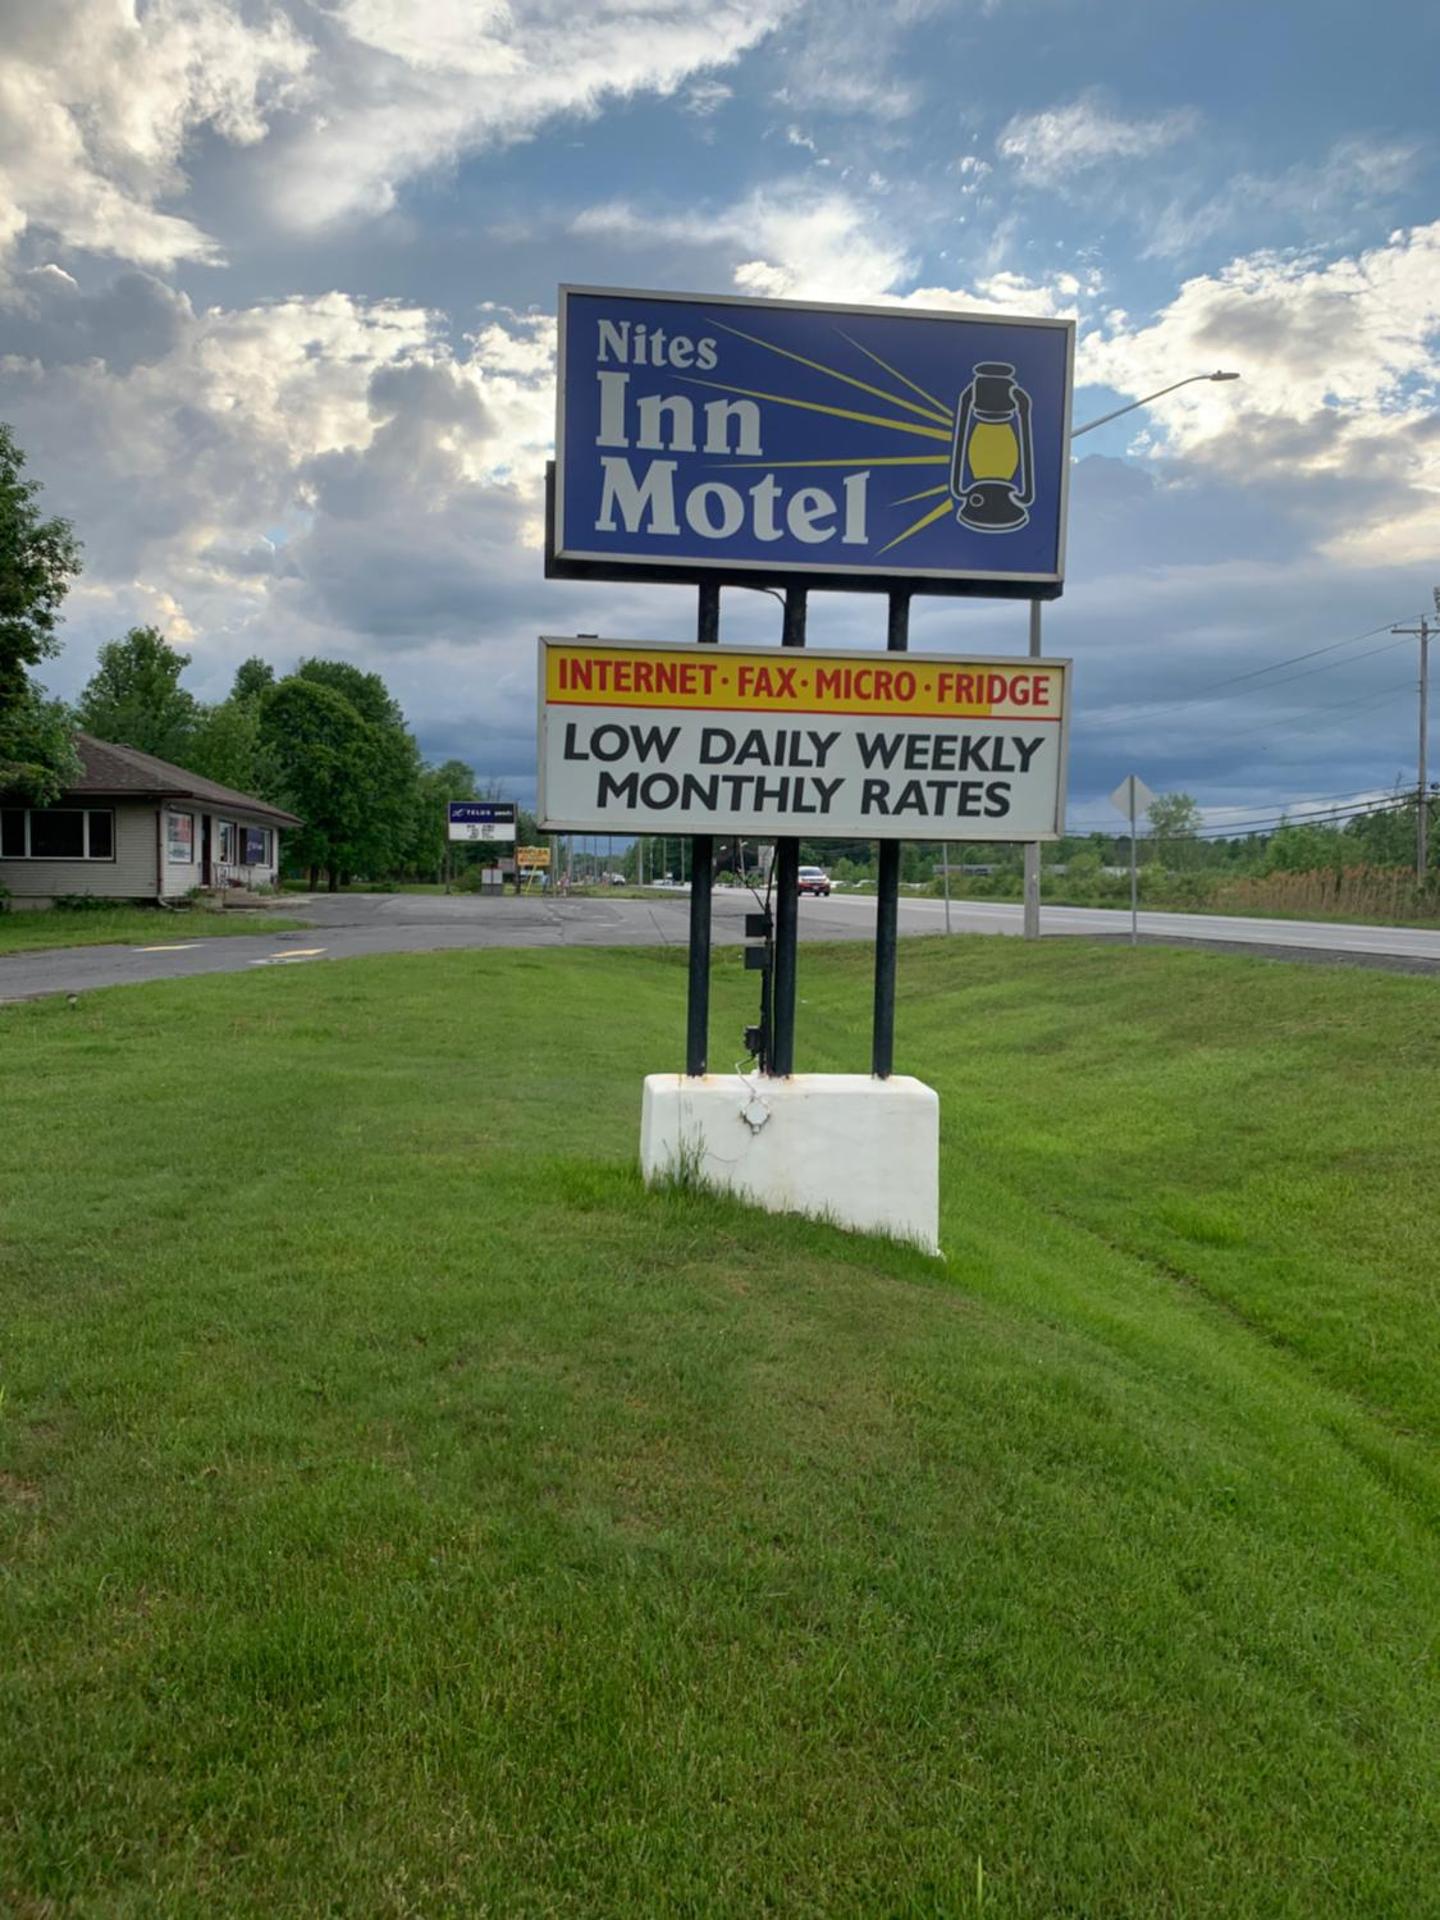 Nites
Inn
Motel
INTERNET · FAX · MICRO · FRIDGE
LOW DAILY WEEKLY
MONTHLY RATES